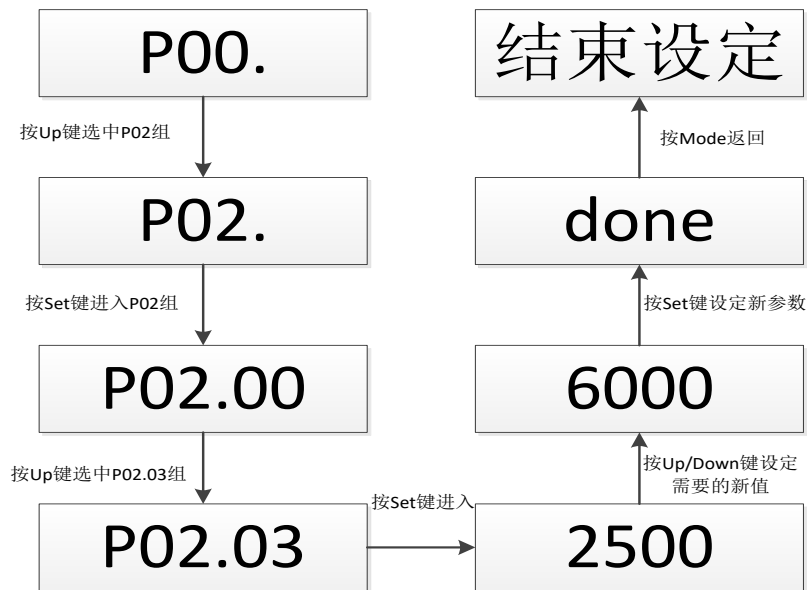 P00.
按Up键选中P02组
P02.
按Set键进入P02组
P02.00
按Up键选中P02.03组
P02.03
按Set键进入
2500
按Up/Down键设定
需要的新值
6000
按Set键设定新参数
done
按Mode返回
结束设定